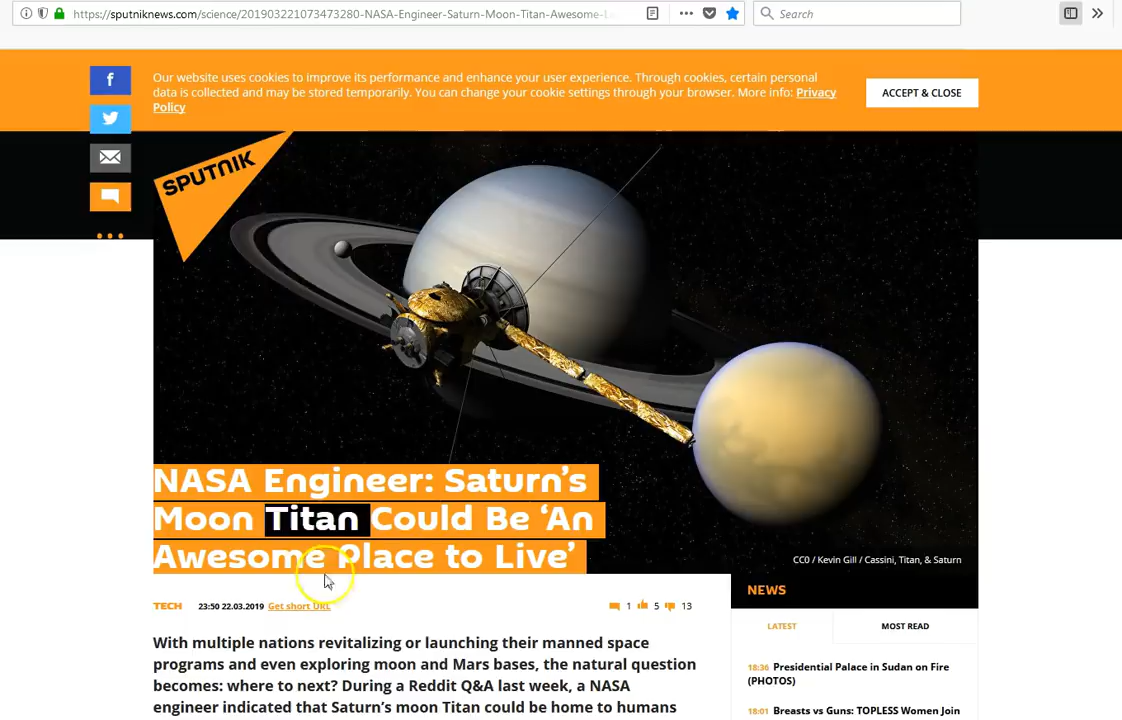 https://sputniknews.com/science/201903221073473280-NASA-Engineer-Saturn-Moon-Titan-Awesome-
Search
Our website uses cookies to improve its performance and enhance your user experience. Through cookies, certain personal
data is collected and may be stored temporarily. You can change your cookie settings through your browser. More info: Privacy
Policy
ACCEPT & CLOSE
SPUTNIK
NASA Engineer: Saturn’s
Moon Titan Could Be ‘An
Awesome Place to Live’
CC0 / Kevin Gill / Cassini, Titan, & Saturn
TECH 23:50 22.03.2019 Get short URL
1 5 13
With multiple nations revitalizing or launching their manned space
programs and even exploring moon and Mars bases, the natural question
becomes: where to next? During a Reddit Q&A last week, a NASA
engineer indicated that Saturn’s moon Titan could be home to humans
NEWS
LATEST MOST READ
18:36 Presidential Palace in Sudan on Fire
(PHOTOS)
18:01 Breasts vs Guns: TOPLESS Women Join